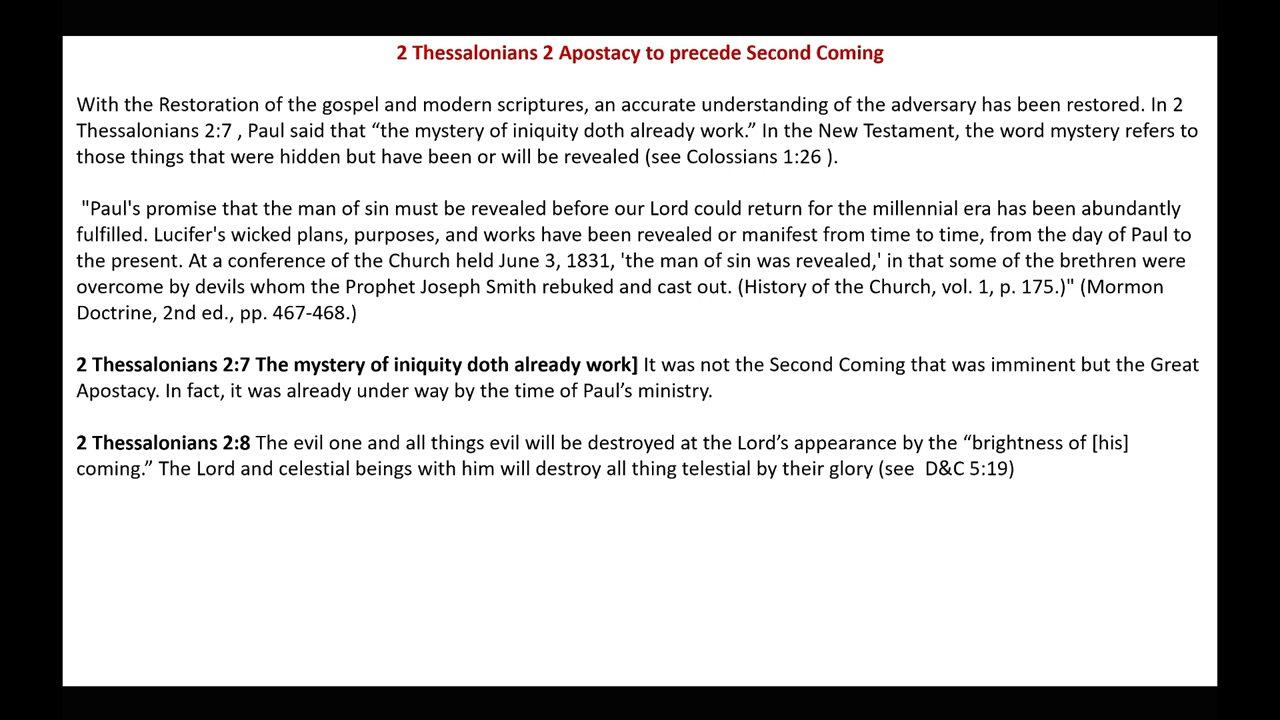 2 Thessalonians 2 Apostacy to precede Second Coming
With the Restoration of the gospel and modern scriptures, an accurate understanding of the adversary has been restored. In 2
Thessalonians 2:7 , Paul said that “the mystery of iniquity doth already work.” In the New Testament, the word mystery refers to
those things that were hidden but have been or will be revealed (see Colossians 1:26 ).
"Paul's promise that the man of sin must be revealed before our Lord could return for the millennial era has been abundantly
fulfilled. Lucifer's wicked plans, purposes, and works have been revealed or manifest from time to time, from the day of Paul to
the present. At a conference of the Church held June 3, 1831, 'the man of sin was revealed,' in that some of the brethren were
overcome by devils whom the Prophet Joseph Smith rebuked and cast out. (History of the Church, vol. 1, p. 175.)" (Mormon
Doctrine, 2nd ed., pp. 467-468.)
2 Thessalonians 2:7 The mystery of iniquity doth already work] It was not the Second Coming that was imminent but the Great
Apostacy. In fact, it was already under way by the time of Paul’s ministry.
2 Thessalonians 2:8 The evil one and all things evil will be destroyed at the Lord’s appearance by the “brightness of [his]
coming.” The Lord and celestial beings with him will destroy all thing telestial by their glory (see  D&C 5:19)